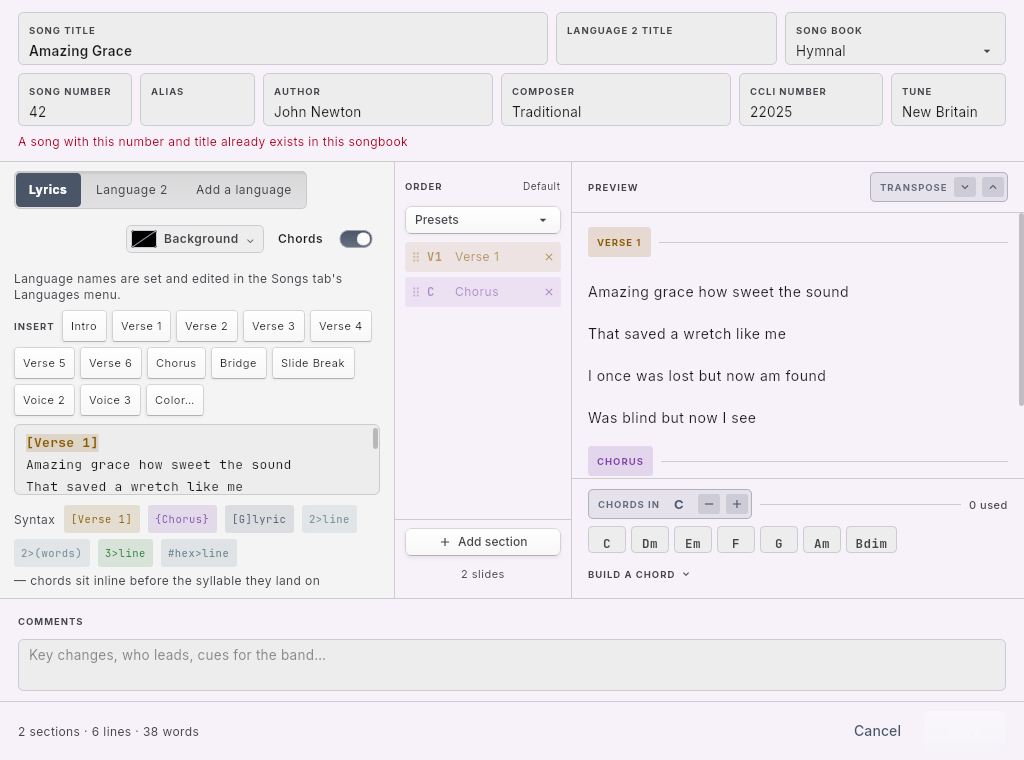 SONG TITLE
Amazing Grace
LANGUAGE 2 TITLE
SONG BOOK
Hymnal
SONG NUMBER
42
ALIAS
AUTHOR
John Newton
COMPOSER
Traditional
CCLI NUMBER
22025
TUNE
New Britain
A song with this number and title already exists in this songbook
Lyrics
Language 2
Add a language
Background
Chords
Language names are set and edited in the Songs tab's
Languages menu.
INSERT
Intro
Verse 1
Verse 2
Verse 3
Verse 4
Verse 5
Verse 6
Chorus
Bridge
Slide Break
Voice 2
Voice 3
Color...
[Verse 1]
Amazing grace how sweet the sound
That saved a wretch like me
Syntax
[Verse 1]
{Chorus}
[G]lyric
2>line
2>(words)
3>line
#hex>line
— chords sit inline before the syllable they land on
ORDER
Default
Presets
V1 Verse 1
C Chorus
Add section
2 slides
PREVIEW
TRANSPOSE
VERSE 1
Amazing grace how sweet the sound
That saved a wretch like me
I once was lost but now am found
Was blind but now I see
CHORUS
CHORDS IN C
0 used
C
Dm
Em
F
G
Am
Bdim
BUILD A CHORD
COMMENTS
Key changes, who leads, cues for the band...
2 sections · 6 lines · 38 words
Cancel